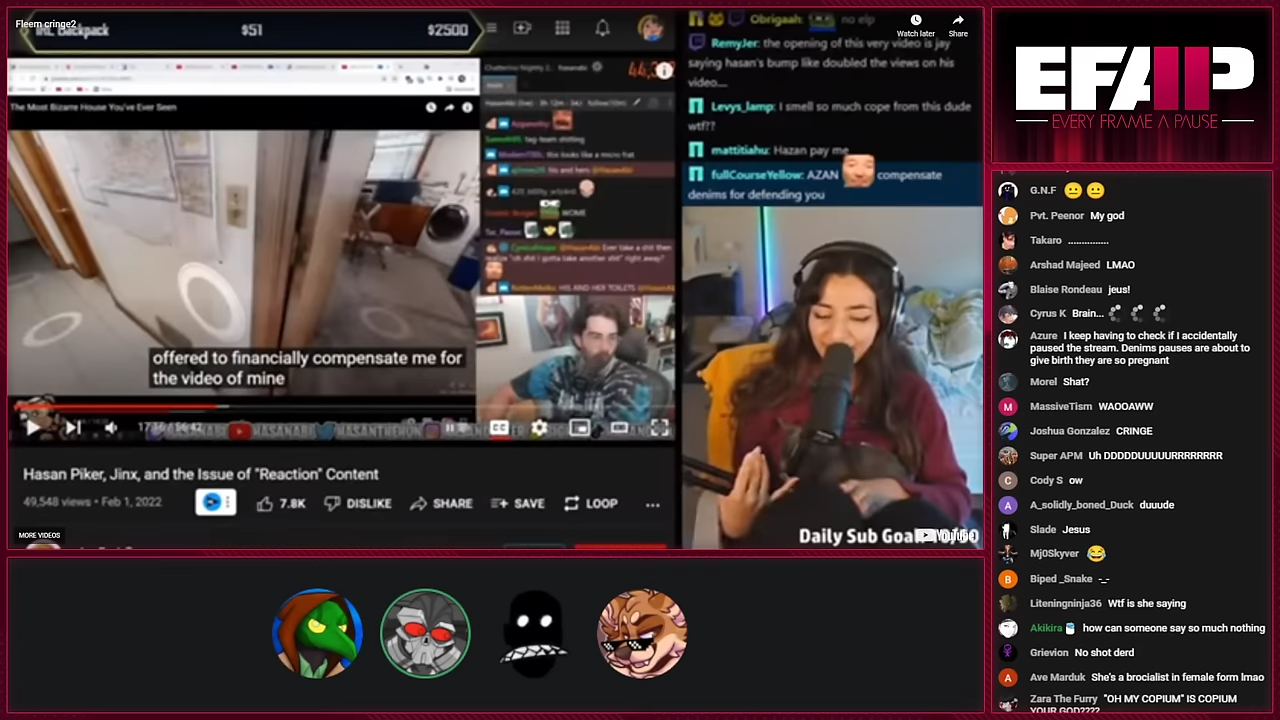 Fleem cringe2
IRL Backpack
$51
$2500
Watch later
Share
Obrigaah: no elp
RemyJer: the opening of this very video is jay
saying hasan's bump like doubled the views on his
video....
Levys_lamp: I smell so much cope from this dude
wtf??
mattitiahu: Hazan pay me
fullCourseYellow: AZAN compensate
denims for defending you
The Most Bizarre House You've Ever Seen
offered to financially compensate me for
the video of mine
HASANABI
Hasan Piker, Jinx, and the Issue of "Reaction" Content
49,548 views • Feb 1, 2022
7.8K
DISLIKE
SHARE
SAVE
LOOP
MORE VIDEOS
Daily Sub Goal
YouTube
EFAP
EVERY FRAME A PAUSE
G.N.F
Pvt. Peenor My god
Takaro ...............
Arshad Majeed LMAO
Blaise Rondeau jeus!
Cyrus K Brain...
Azure I keep having to check if I accidentally
paused the stream. Denims pauses are about to
give birth they are so pregnant
Morel Shat?
MassiveTism WAOOAWW
Joshua Gonzalez CRINGE
Super APM Uh DDDDDUUUUURRRRRRRR
Cody S ow
A_solidly_boned_Duck duuude
Slade Jesus
Mj0Skyver
Biped _Snake -_-
Liteningninja36 Wtf is she saying
Akikira how can someone say so much nothing
Grievion No shot derd
Ave Marduk She's a brocialist in female form lmao
Zara The Furry "OH MY COPIUM" IS COPIUM
YOUR GOD????